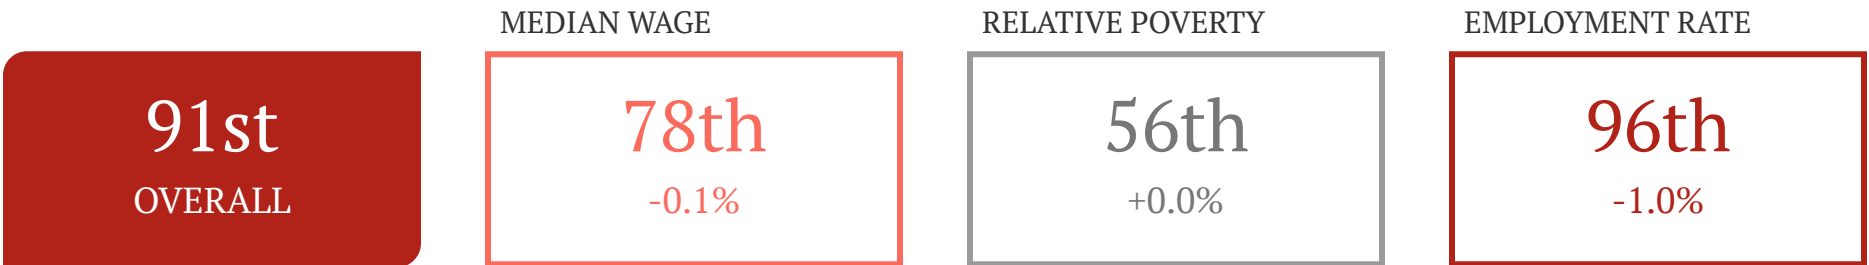 MEDIAN WAGE
RELATIVE POVERTY
EMPLOYMENT RATE
91st
OVERALL
78th
-0.1%
56th
+0.0%
96th
-1.0%